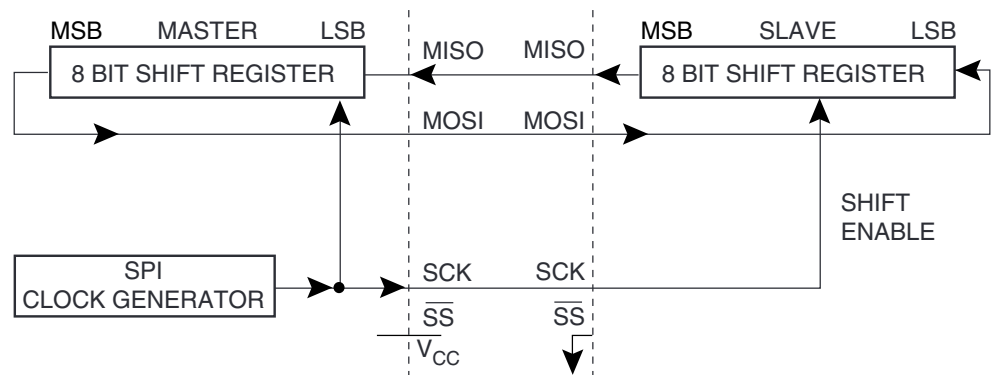 MSB MASTER LSB
8 BIT SHIFT REGISTER
MISO MISO
MSB SLAVE LSB
8 BIT SHIFT REGISTER
MOSI MOSI
SHIFT
ENABLE
SPI
CLOCK GENERATOR
SCK SCK
SS SS
VCC